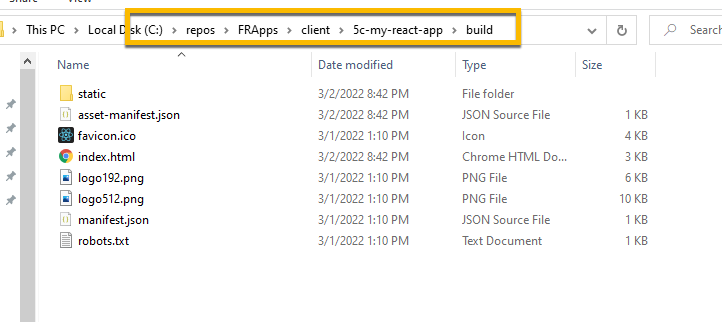 This PC > Local Disk (C:) > repos > FRApps > client > 5c-my-react-app > build
Search
Name Date modified Type Size
static 3/2/2022 8:42 PM File folder
asset-manifest.json 3/2/2022 8:42 PM JSON Source File 1 KB
favicon.ico 3/1/2022 1:10 PM Icon 4 KB
index.html 3/2/2022 8:42 PM Chrome HTML Do... 3 KB
logo192.png 3/1/2022 1:10 PM PNG File 6 KB
logo512.png 3/1/2022 1:10 PM PNG File 10 KB
manifest.json 3/1/2022 1:10 PM JSON Source File 1 KB
robots.txt 3/1/2022 1:10 PM Text Document 1 KB